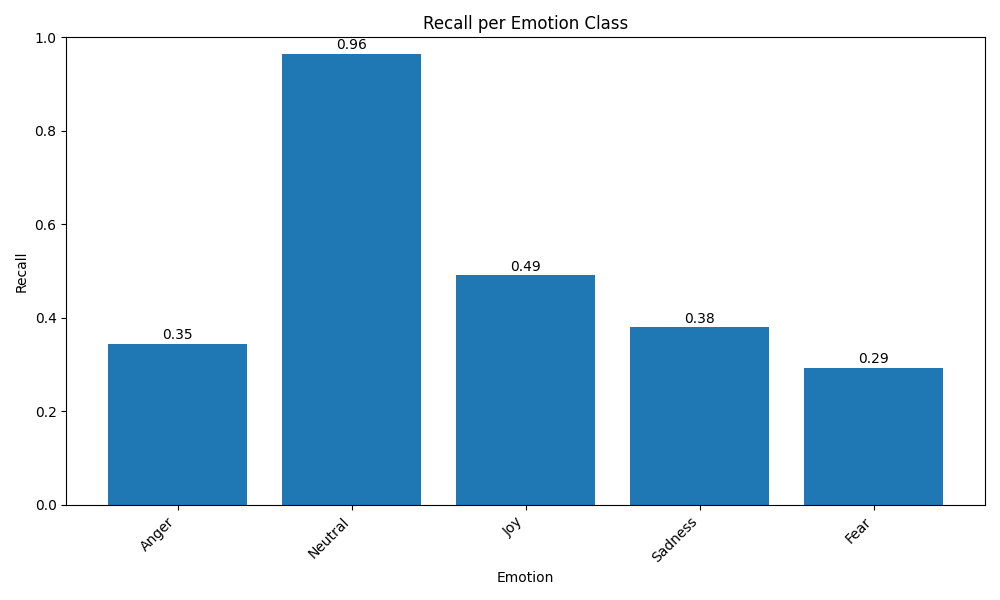 Recall per Emotion Class
1.0
0.8
0.6
0.4
0.2
0.0
Recall
0.35
0.96
0.49
0.38
0.29
Anger
Neutral
Joy
Sadness
Fear
Emotion